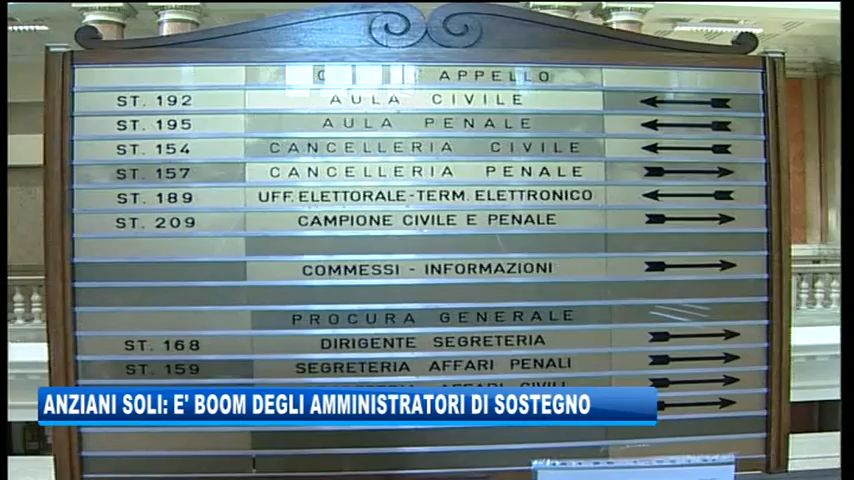 APPELLO
ST. 192 AULA CIVILE
ST. 195 AULA PENALE
ST. 154 CANCELLERIA CIVILE
ST. 157 CANCELLERIA PENALE
ST. 189 UFF. ELETTORALE-TERM. ELETTRONICO
ST. 209 CAMPIONE CIVILE E PENALE
COMMESSI - INFORMAZIONI
PROCURA GENERALE
ST. 168 DIRIGENTE SEGRETERIA
ST. 159 SEGRETERIA AFFARI PENALI
AFFARI CIVILI
ANZIANI SOLI: E' BOOM DEGLI AMMINISTRATORI DI SOSTEGNO